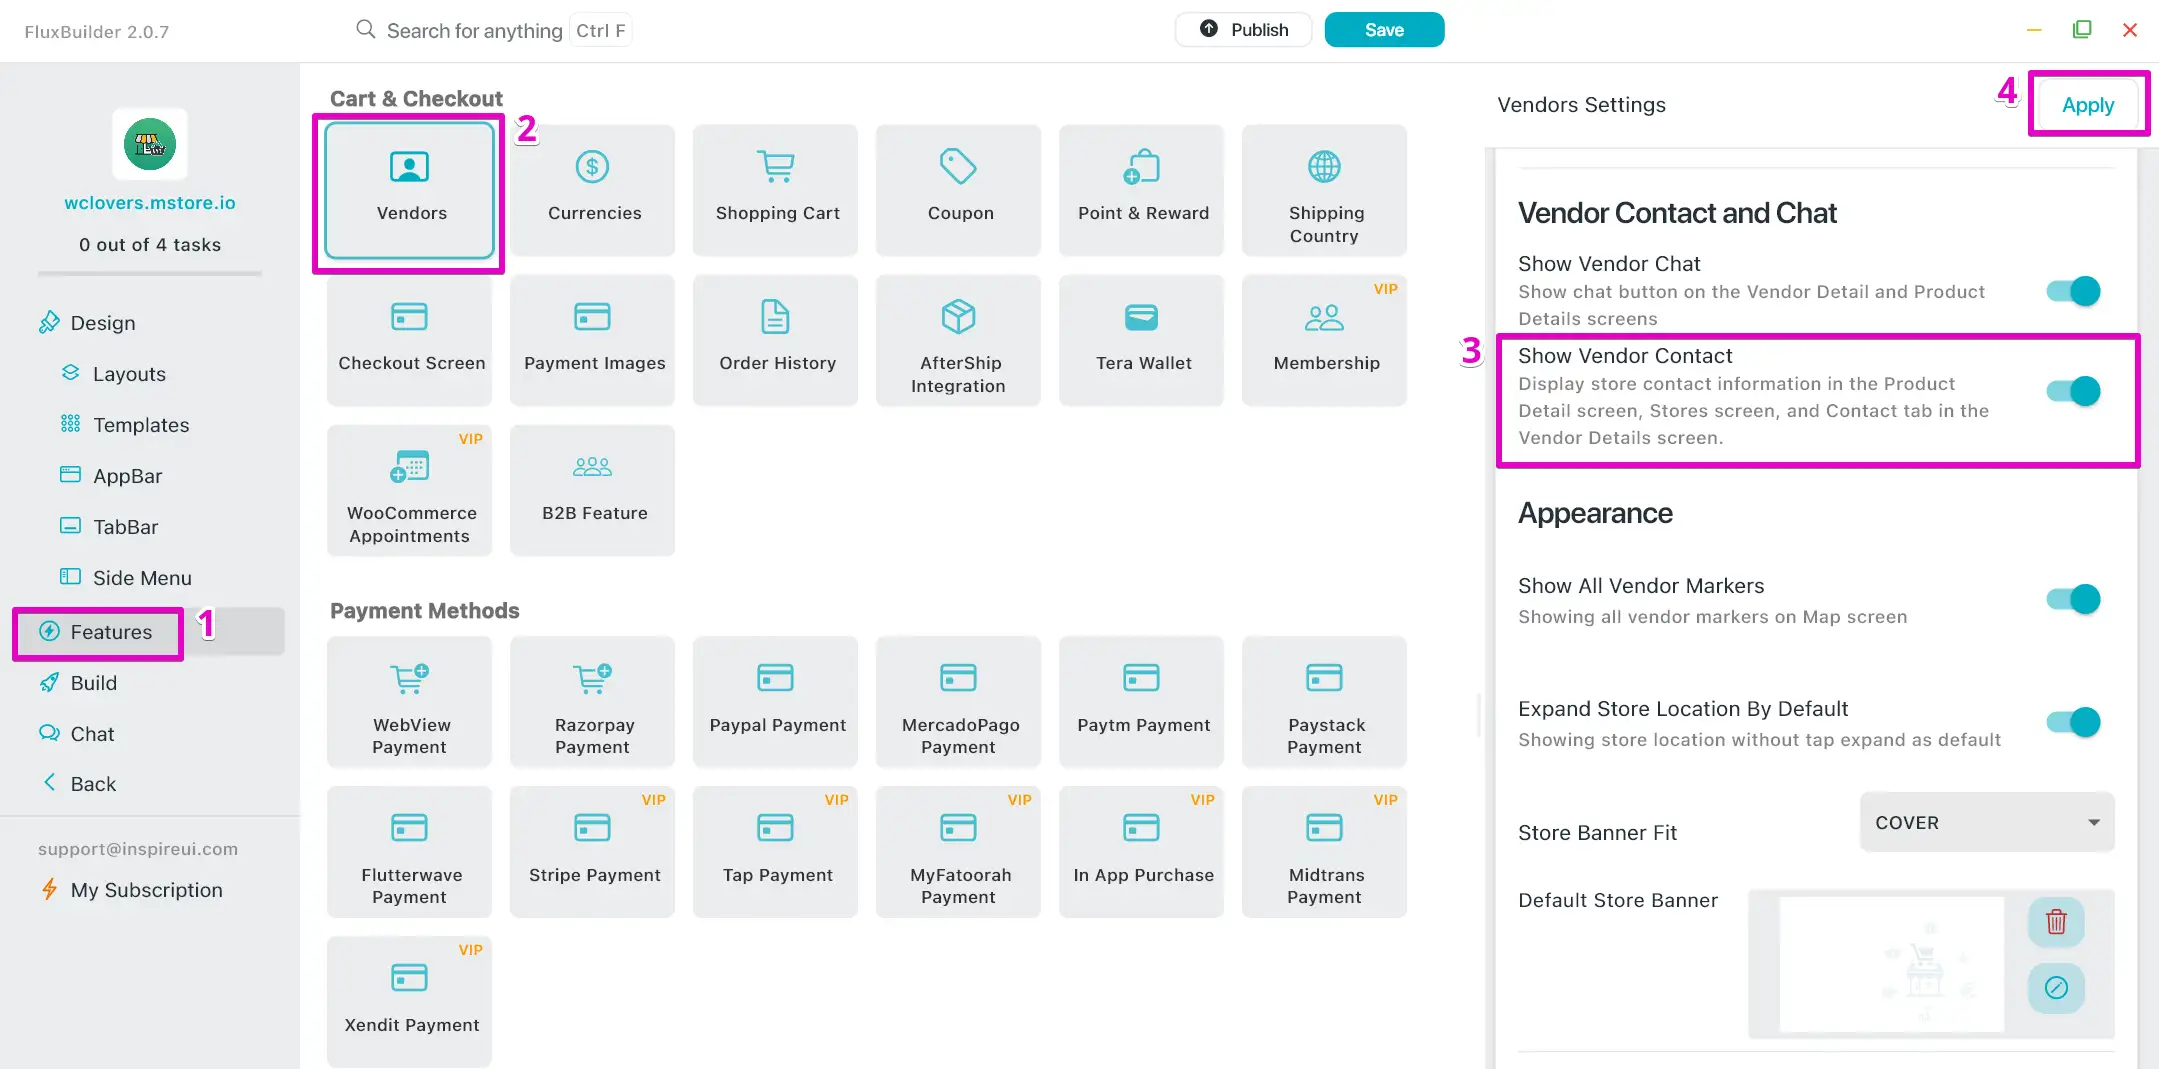 FluxBuilder 2.0.7
Search for anything Ctrl F
Publish
Save
wclovers.mstore.io
0 out of 4 tasks
Design
Layouts
Templates
AppBar
TabBar
Side Menu
Features
1
Build
Chat
Back
support@inspireui.com
My Subscription
Cart & Checkout
2
Vendors
Currencies
Shopping Cart
Coupon
Point & Reward
Shipping
Country
Checkout Screen
Payment Images
Order History
AfterShip
Integration
Tera Wallet
VIP
Membership
VIP
WooCommerce
Appointments
B2B Feature
Payment Methods
WebView
Payment
Razorpay
Payment
Paypal Payment
MercadoPago
Payment
Paytm Payment
Paystack
Payment
Flutterwave
Payment
VIP
Stripe Payment
VIP
Tap Payment
VIP
MyFatoorah
Payment
VIP
In App Purchase
VIP
Midtrans
Payment
VIP
Xendit Payment
Vendors Settings
4
Apply
Vendor Contact and Chat
Show Vendor Chat
Show chat button on the Vendor Detail and Product
Details screens
3
Show Vendor Contact
Display store contact information in the Product
Detail screen, Stores screen, and Contact tab in the
Vendor Details screen.
Appearance
Show All Vendor Markers
Showing all vendor markers on Map screen
Expand Store Location By Default
Showing store location without tap expand as default
Store Banner Fit
COVER
Default Store Banner